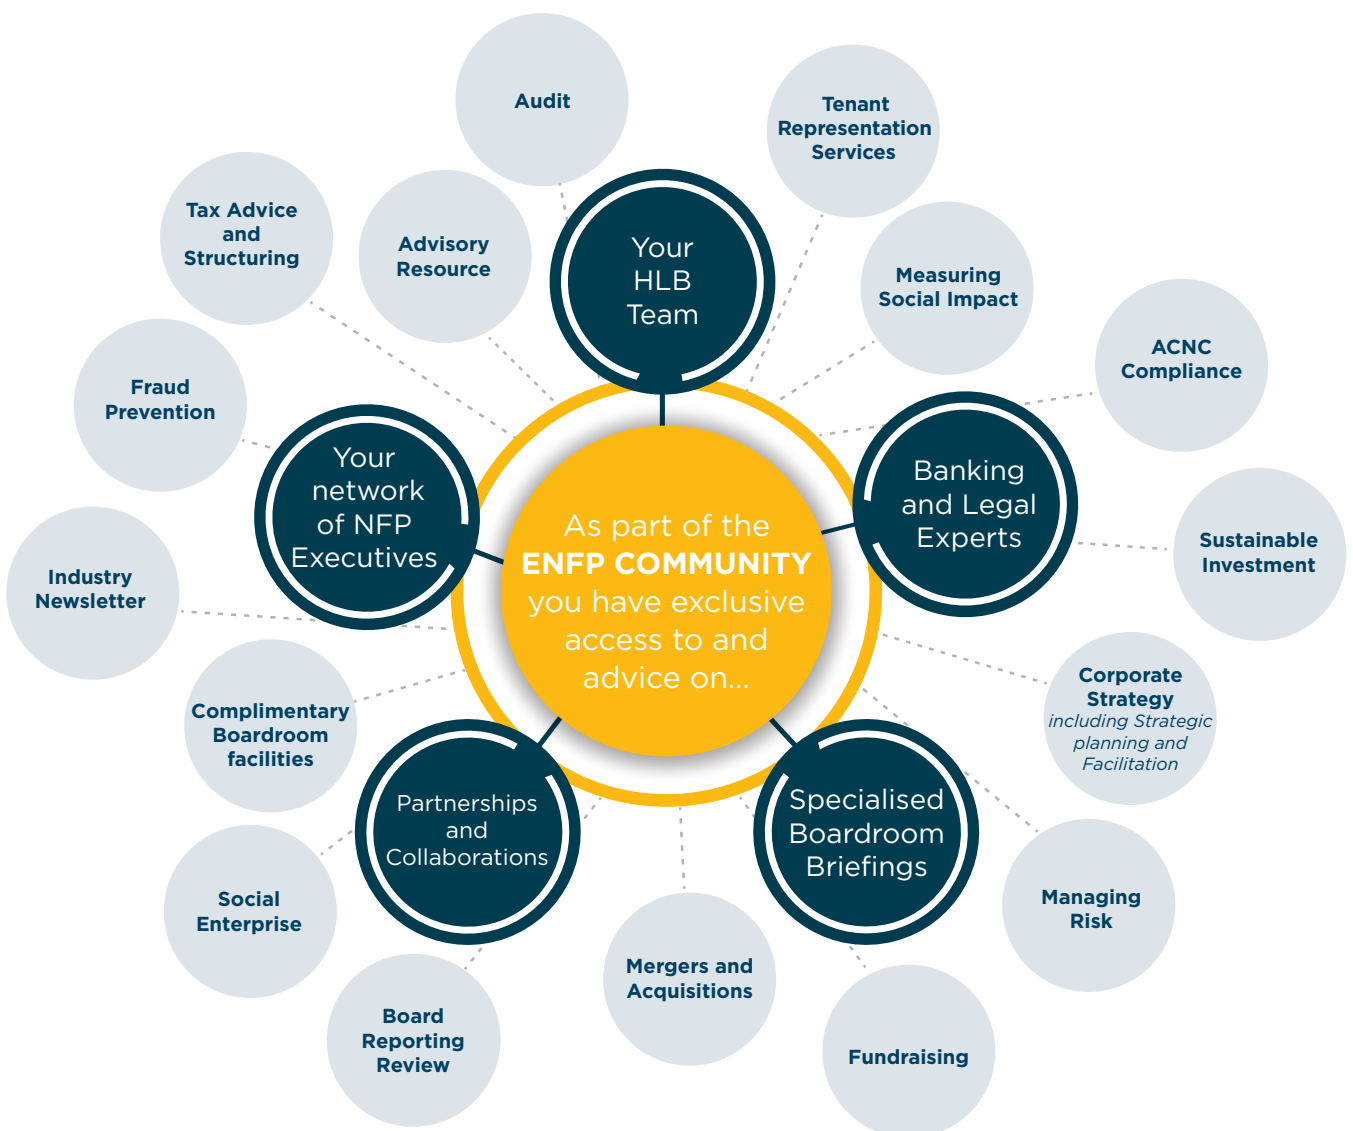 Audit
Tenant
Representation
Services
Tax Advice
and
Structuring
Advisory
Resource
Your
HLB
Team
Measuring
Social Impact
ACNC
Compliance
Fraud
Prevention
Your
network
of NFP
Executives
Banking
and Legal
Experts
As part of the
ENFP COMMUNITY
you have exclusive
access to and
advice on...
Sustainable
Investment
Industry
Newsletter
Complimentary
Boardroom
facilities
Corporate
Strategy
including Strategic
planning and
Facilitation
Partnerships
and
Collaborations
Specialised
Boardroom
Briefings
Social
Enterprise
Managing
Risk
Mergers and
Acquisitions
Board
Reporting
Review
Fundraising